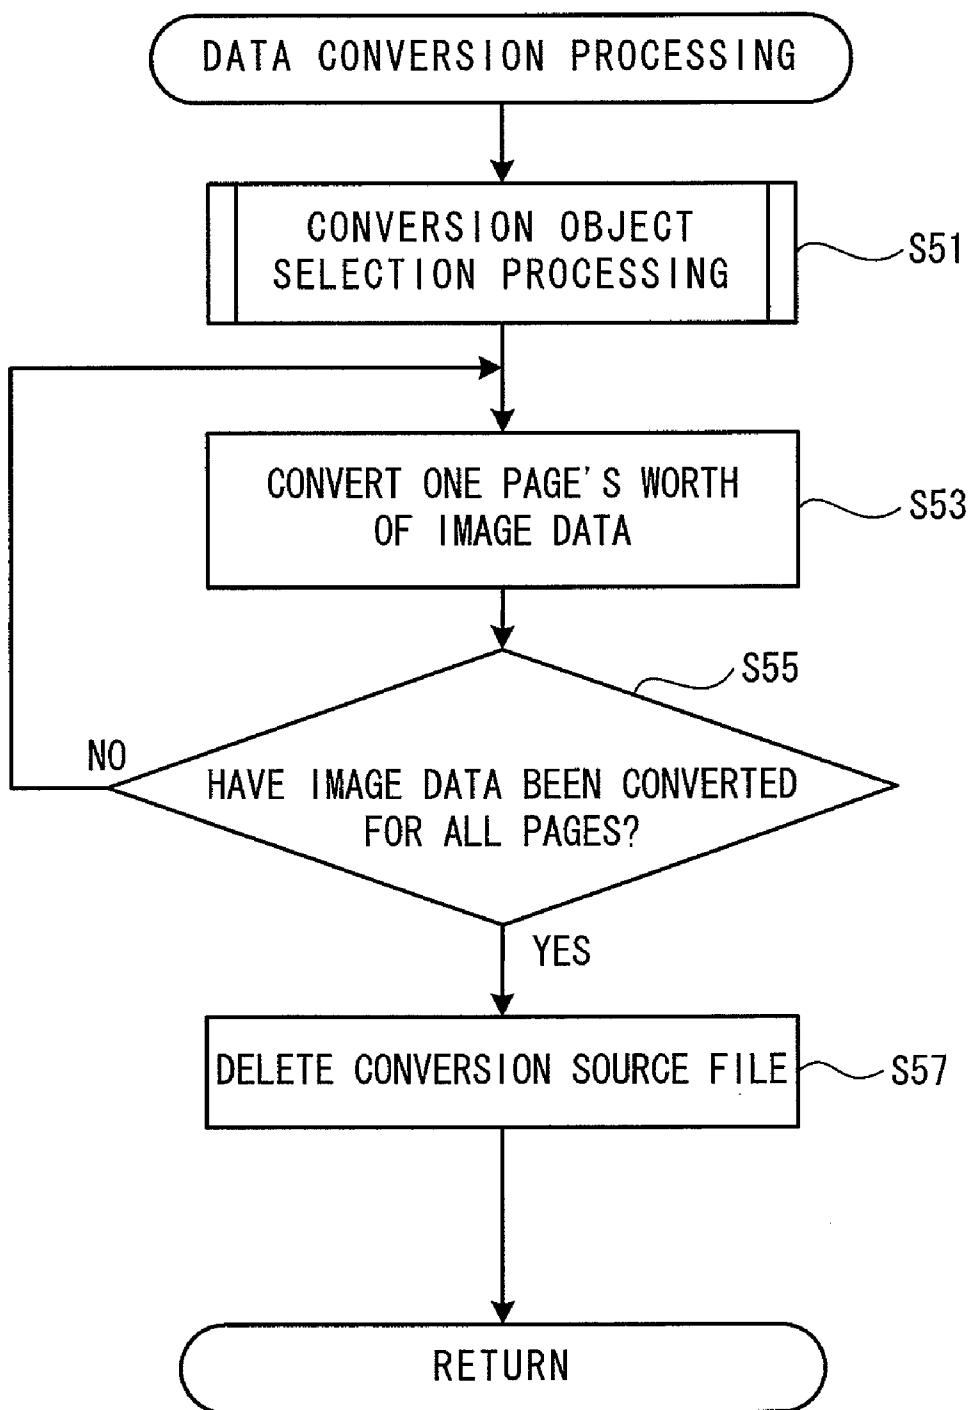 DATA CONVERSION PROCESSING
CONVERSION OBJECT
SELECTION PROCESSING
S51
CONVERT ONE PAGE'S WORTH
OF IMAGE DATA
S53
S55
NO
HAVE IMAGE DATA BEEN CONVERTED
FOR ALL PAGES?
YES
DELETE CONVERSION SOURCE FILE
S57
RETURN